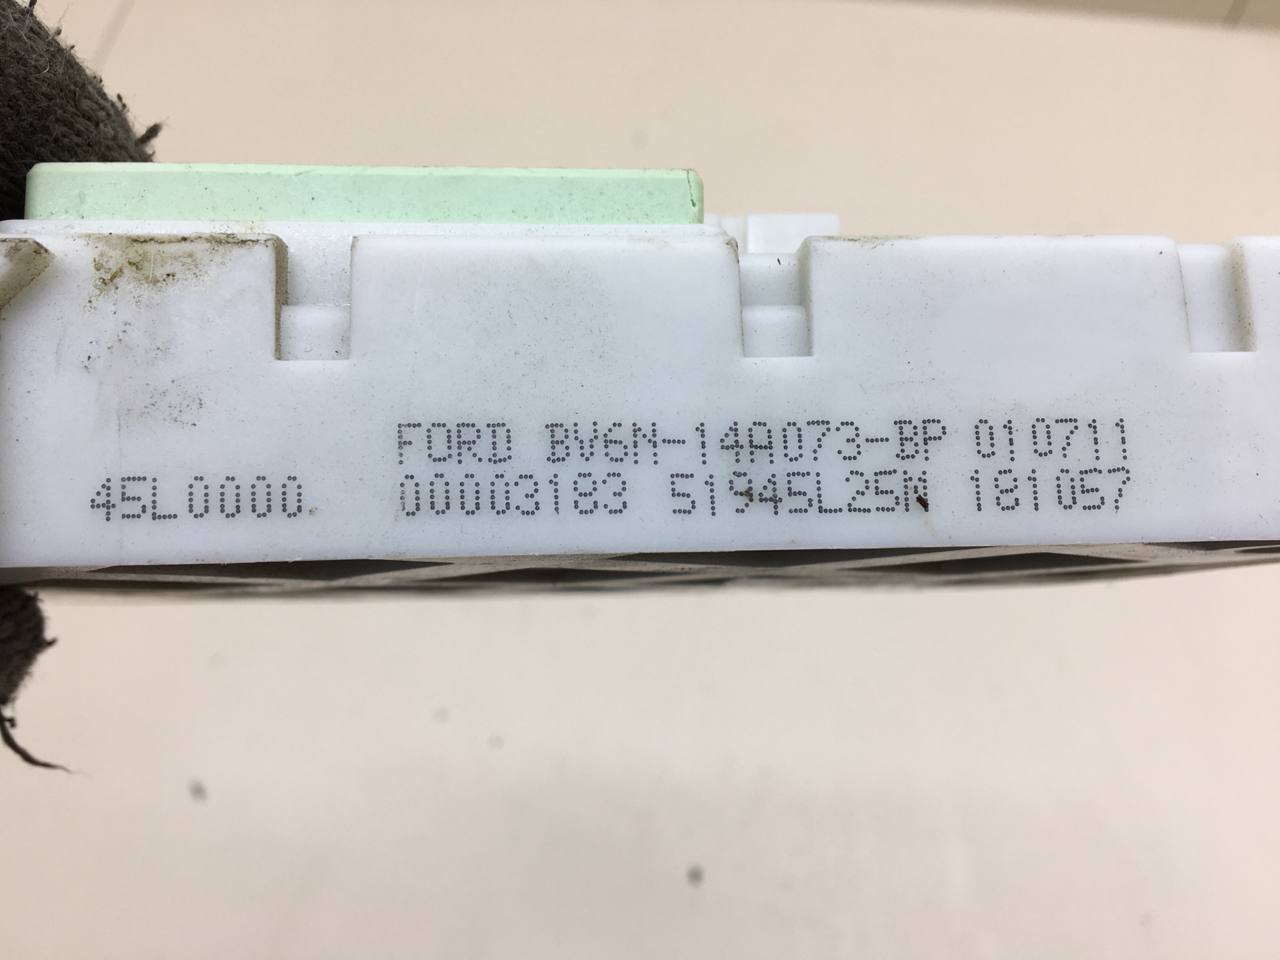 FORD BV6N-14A073-BP 010711
45L0000 00003183 51945L25N 181057